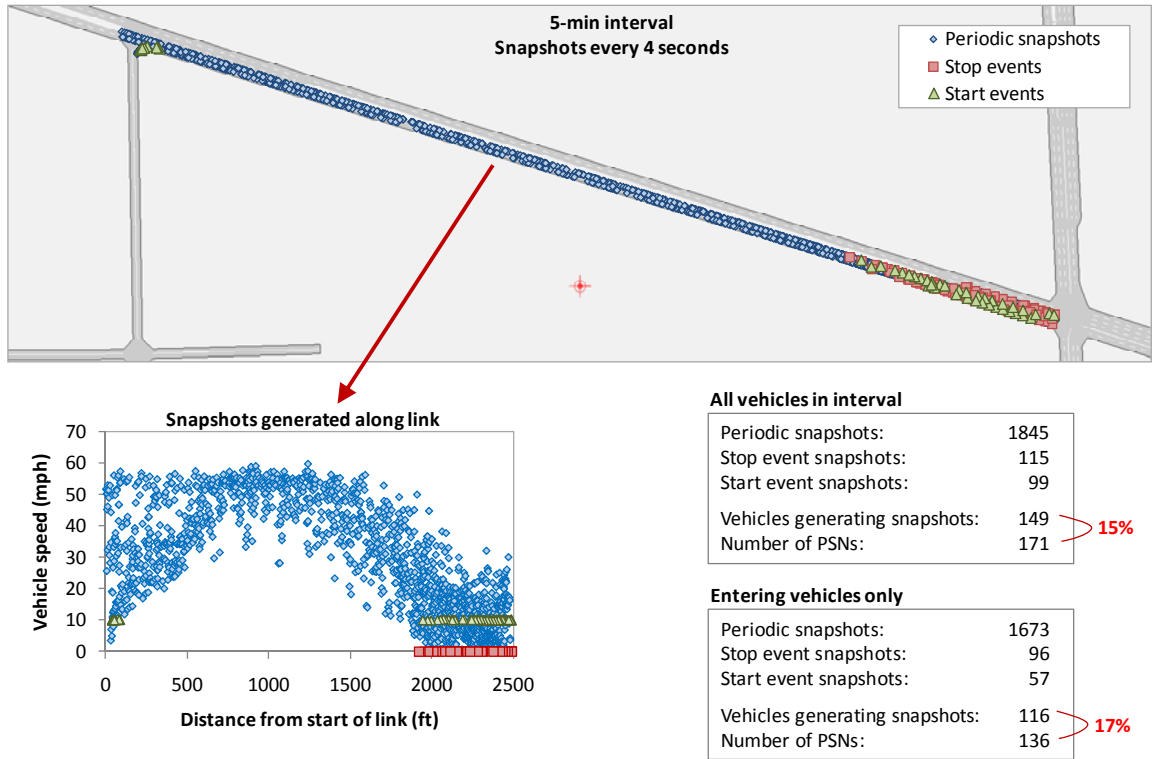 5-min interval
Snapshots every 4 seconds
Periodic snapshots
Stop events
Start events
Snapshots generated along link
70
60
50
40
30
20
10
0
Vehicle speed (mph)
0 500 1000 1500 2000 2500
Distance from start of link (ft)
All vehicles in interval
Periodic snapshots: 1845
Stop event snapshots: 115
Start event snapshots: 99
Vehicles generating snapshots: 149
Number of PSNs: 171
15%
Entering vehicles only
Periodic snapshots: 1673
Stop event snapshots: 96
Start event snapshots: 57
Vehicles generating snapshots: 116
Number of PSNs: 136
17%